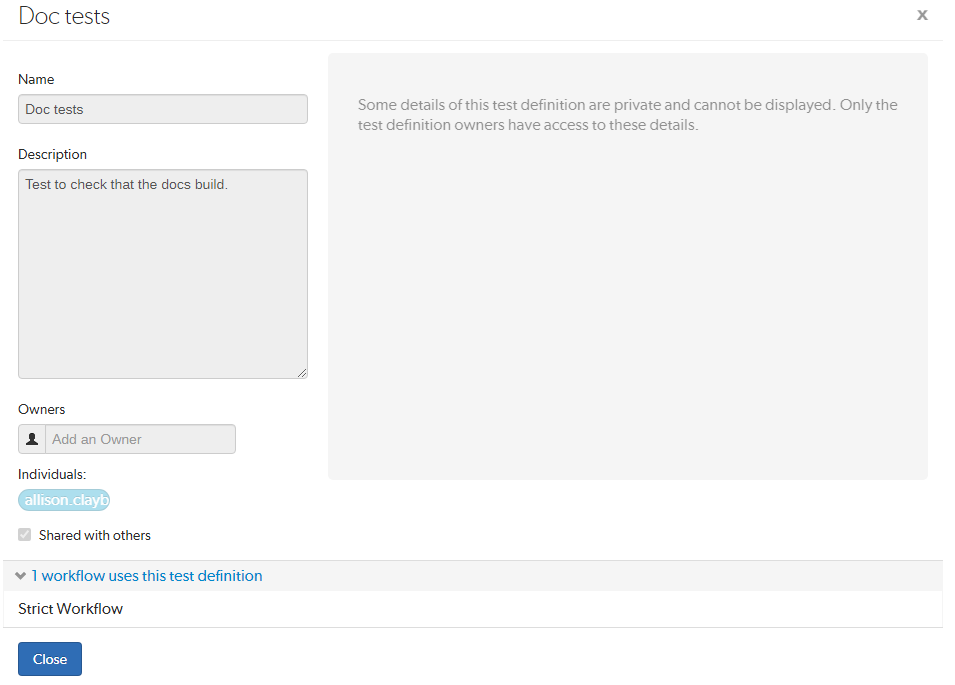 Doc tests
x
Name
Doc tests
Description
Test to check that the docs build.
Owners
Add an Owner
Individuals:
allison.clayb
Shared with others
Some details of this test definition are private and cannot be displayed. Only the
test definition owners have access to these details.
1 workflow uses this test definition
Strict Workflow
Close